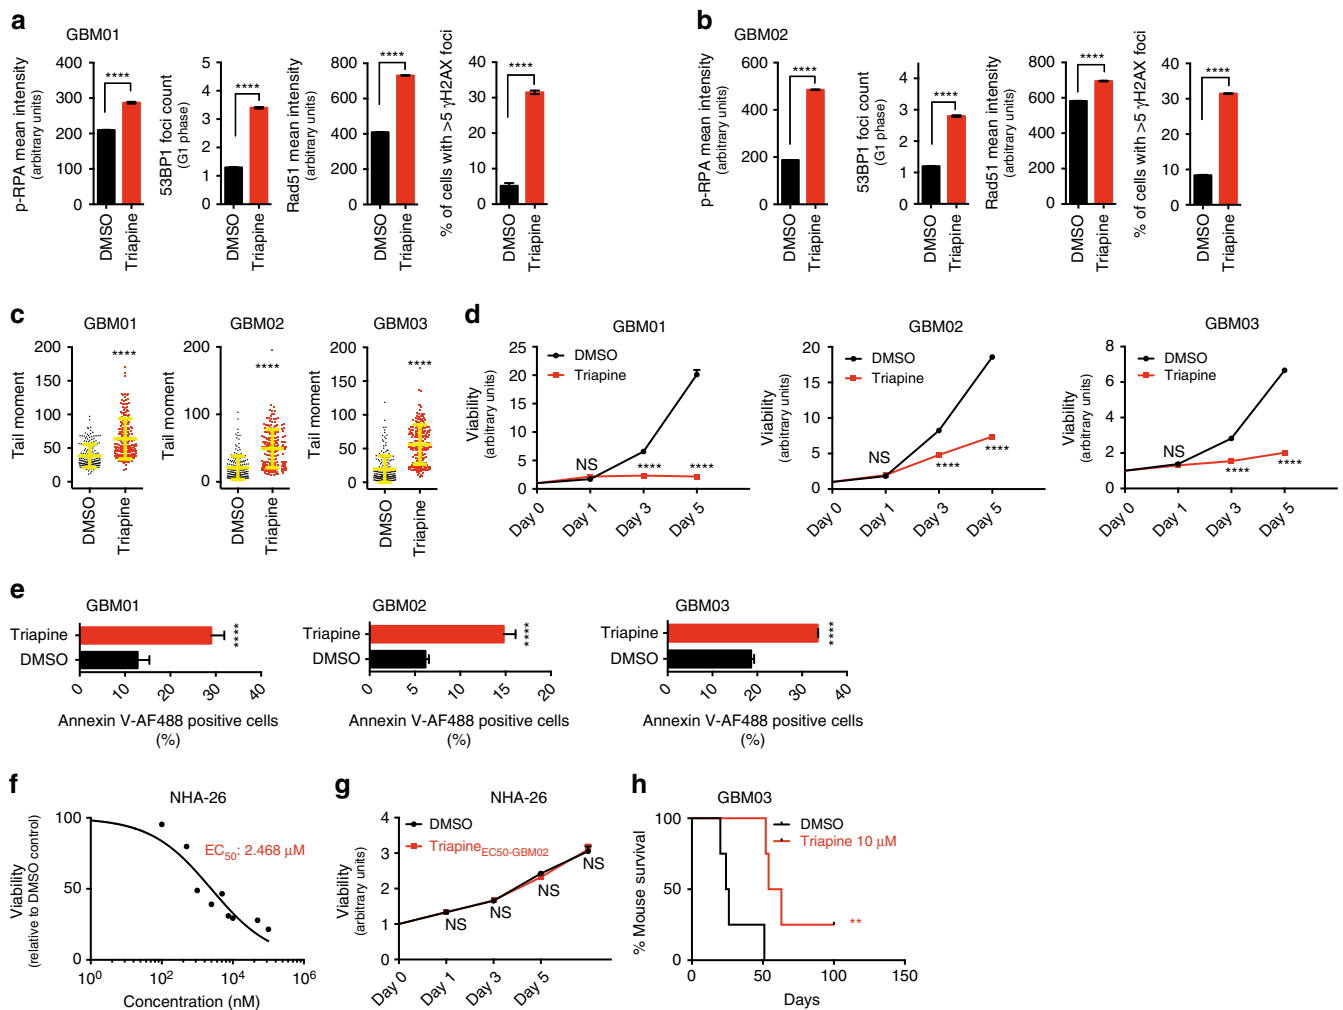 a
GBM01
p-RPA mean intensity
(arbitrary units)
400
300
200
100
0
****
DMSO
Triapine
53BP1 foci count
(G1 phase)
5
4
3
2
1
0
****
DMSO
Triapine
Rad51 mean intensity
(arbitrary units)
800
600
400
200
0
****
DMSO
Triapine
% of cells with >5 γH2AX foci
40
30
20
10
0
****
DMSO
Triapine
b
GBM02
p-RPA mean intensity
(arbitrary units)
600
400
200
0
****
DMSO
Triapine
53BP1 foci count
(G1 phase)
4
3
2
1
0
****
DMSO
Triapine
Rad51 mean intensity
(arbitrary units)
800
600
400
200
0
****
DMSO
Triapine
% of cells with >5 γH2AX foci
40
30
20
10
0
****
DMSO
Triapine
c
GBM01
Tail moment
200
150
100
50
0
****
DMSO
Triapine
GBM02
Tail moment
200
100
0
****
DMSO
Triapine
GBM03
Tail moment
200
150
100
50
0
****
DMSO
Triapine
d
GBM01
Viability
(arbitrary units)
25
20
15
10
5
0
DMSO
Triapine
NS
****
****
Day 0
Day 1
Day 3
Day 5
GBM02
Viability
(arbitrary units)
20
15
10
5
0
DMSO
Triapine
NS
****
****
Day 0
Day 1
Day 3
Day 5
GBM03
Viability
(arbitrary units)
8
6
4
2
0
DMSO
Triapine
NS
****
****
Day 0
Day 1
Day 3
Day 5
e
GBM01
Triapine
DMSO
****
0
10
20
30
40
Annexin V-AF488 positive cells
(%)
GBM02
Triapine
DMSO
****
0
5
10
15
20
Annexin V-AF488 positive cells
(%)
GBM03
Triapine
DMSO
****
0
10
20
30
40
Annexin V-AF488 positive cells
(%)
f
NHA-26
Viability
(relative to DMSO control)
100
50
0
EC50: 2.468 μM
10^0
10^2
10^4
10^6
Concentration (nM)
g
NHA-26
Viability
(arbitrary units)
4
3
2
1
0
DMSO
TriapineEC50-GBM02
NS
NS
NS
NS
Day 0
Day 1
Day 3
Day 5
h
GBM03
% Mouse survival
100
50
0
DMSO
Triapine 10 μM
**
0
50
100
150
Days